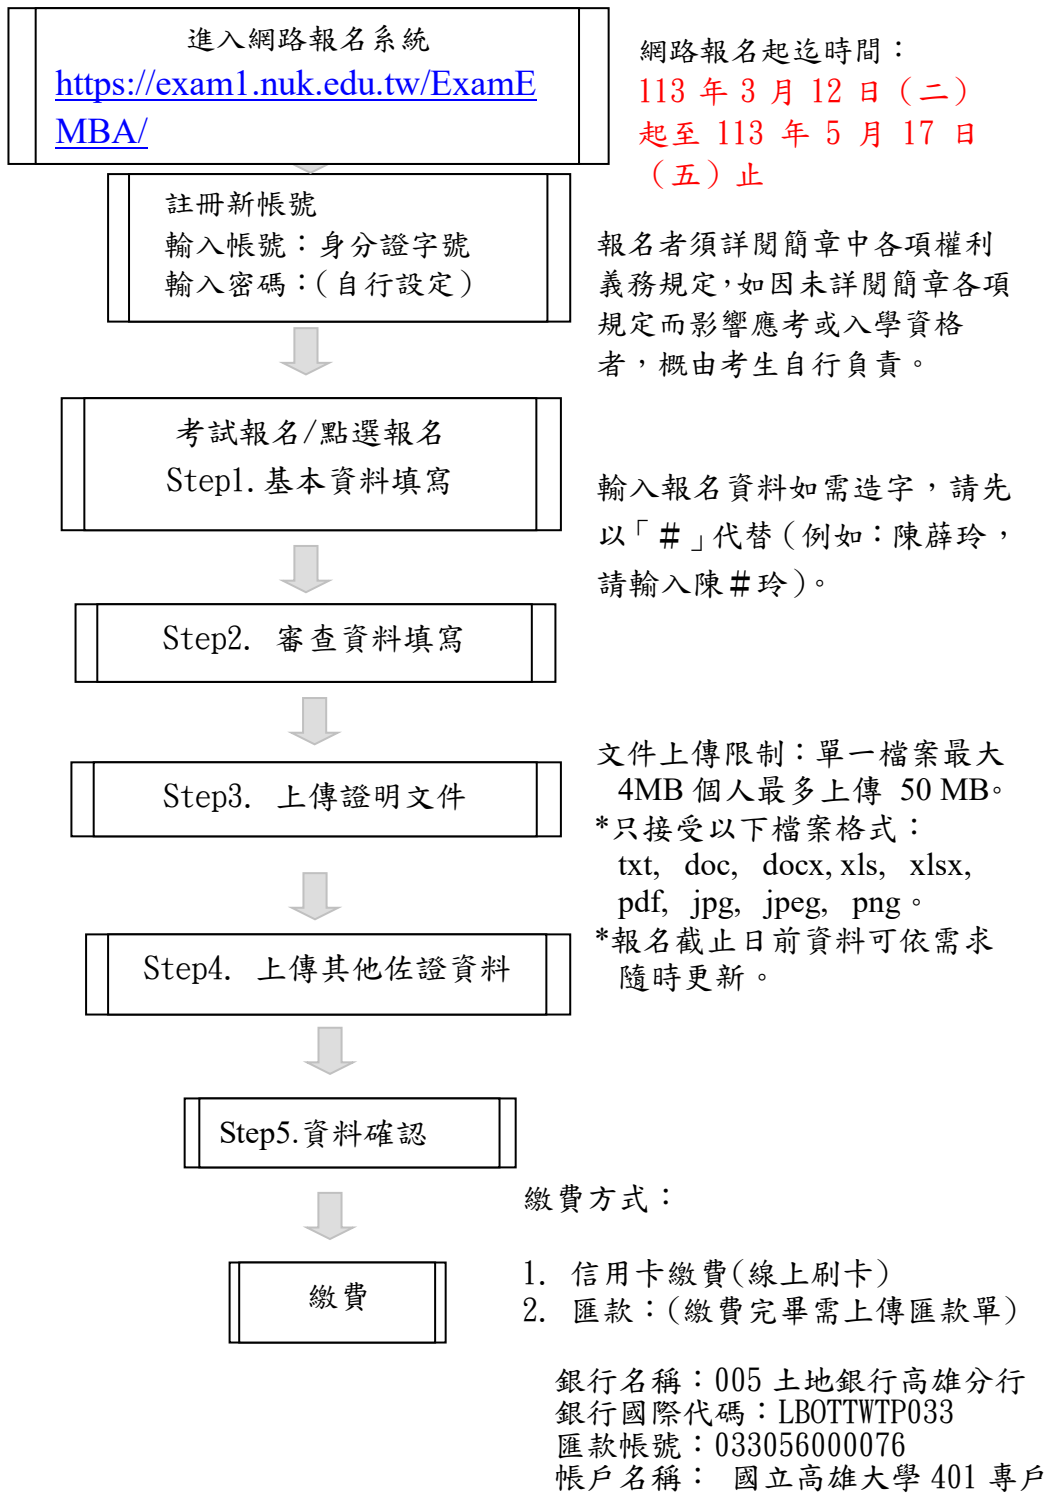 進入網路報名系統
https://exam1.nuk.edu.tw/ExamE
MBA/
網路報名起迄時間：
113 年 3 月 12 日（二）
起至 113 年 5 月 17 日
（五）止
註冊新帳號
輸入帳號：身分證字號
輸入密碼：(自行設定)
報名者須詳閱簡章中各項權利
義務規定，如因未詳閱簡章各項
規定而影響應考或入學資格
者，概由考生自行負責。
考試報名/點選報名
Step1.基本資料填寫
輸入報名資料如需造字，請先
以「＃」代替（例如：陳薜玲，
請輸入陳＃玲）。
Step2. 審查資料填寫
Step3. 上傳證明文件
文件上傳限制：單一檔案最大
4MB 個人最多上傳 50 MB。
*只接受以下檔案格式：
txt, doc, docx, xls, xlsx,
pdf, jpg, jpeg, png。
*報名截止日前資料可依需求
隨時更新。
Step4. 上傳其他佐證資料
Step5.資料確認
繳費
繳費方式：
1. 信用卡繳費(線上刷卡)
2. 匯款：(繳費完畢需上傳匯款單)
銀行名稱：005 土地銀行高雄分行
銀行國際代碼：LBOTTWTP033
匯款帳號：033056000076
帳戶名稱： 國立高雄大學 401 專戶